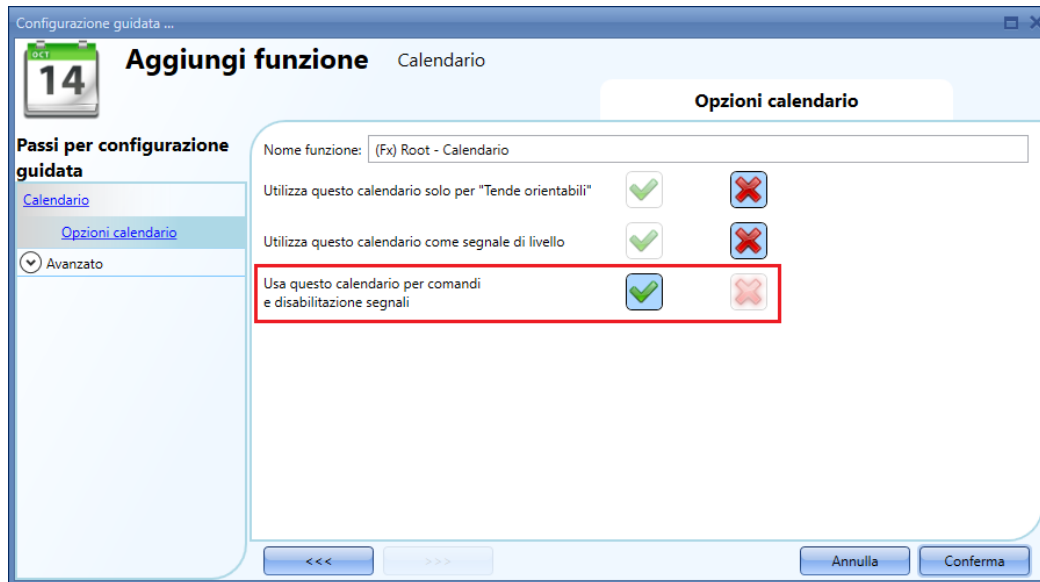 Configurazione guidata ...
OCT
14
Aggiungi funzione Calendario
Opzioni calendario
Passi per configurazione
guidata
Calendario
Opzioni calendario
Avanzato
Nome funzione: (Fx) Root - Calendario
Utilizza questo calendario solo per "Tende orientabili"
Utilizza questo calendario come segnale di livello
Usa questo calendario per comandi
e disabilitazione segnali
<<<
>>>
Annulla
Conferma